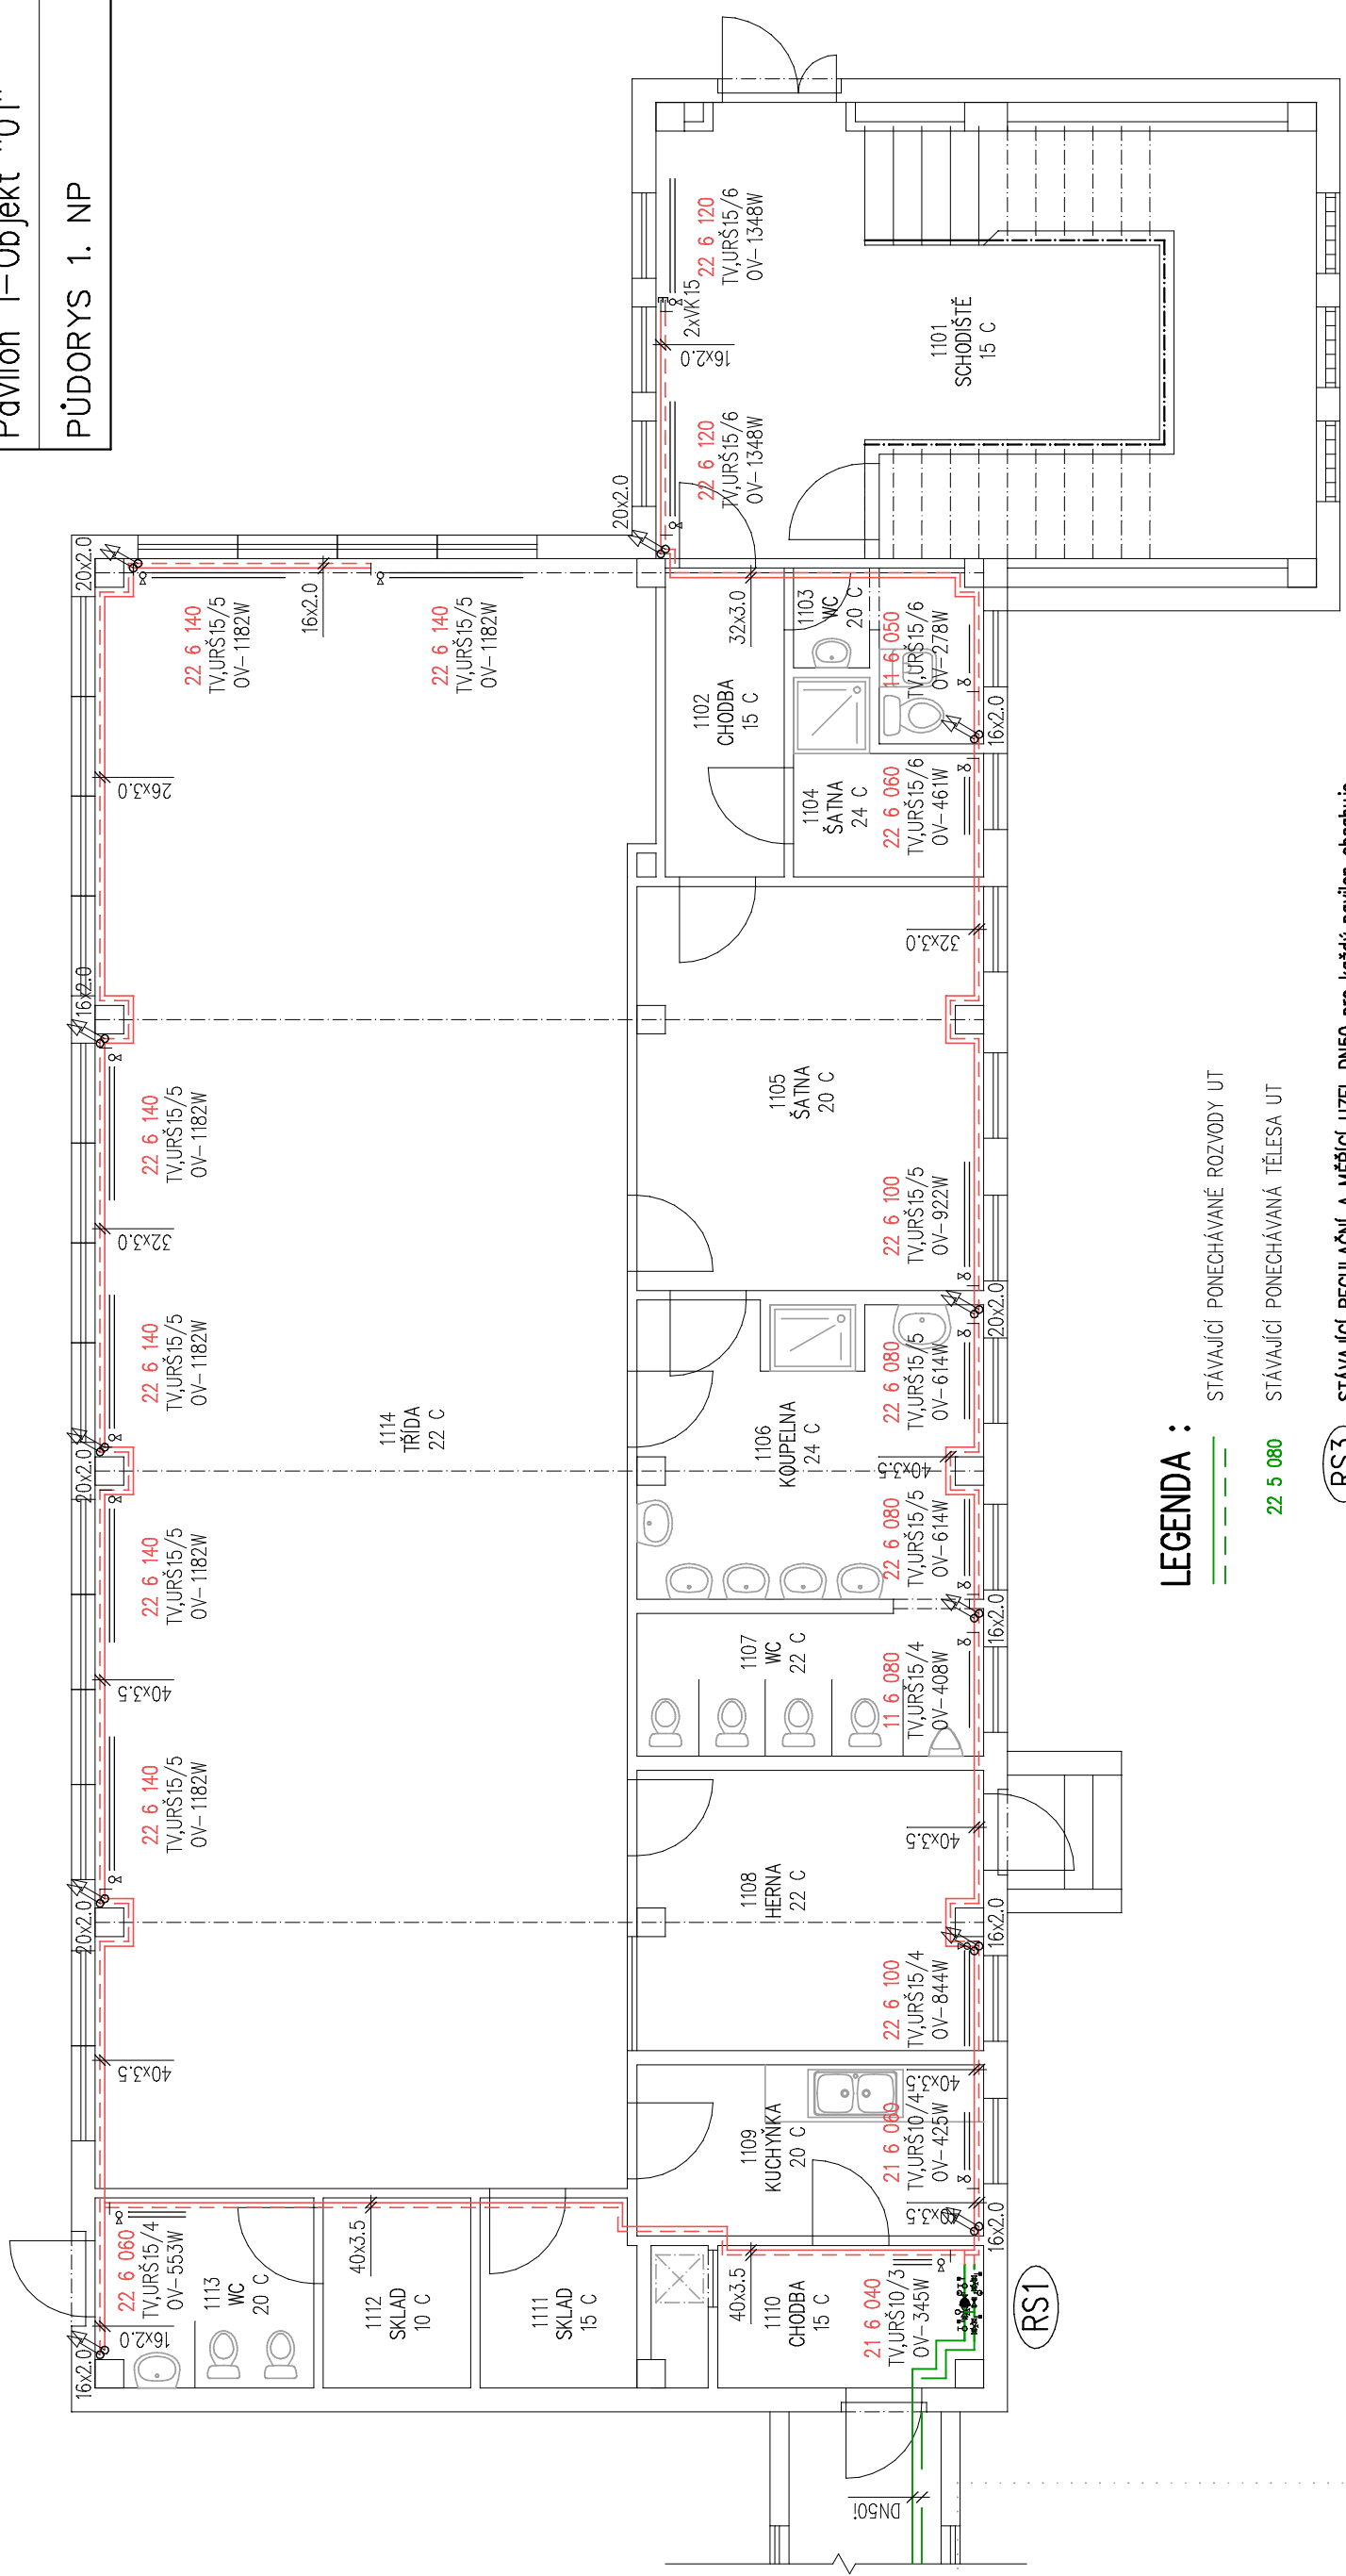 Pavilon 1-Objekt "01"
PŮDORYS 1. NP
20x2.0
22 6 140
TV,URŠ15/5
OV-1182W
16x2.0
22 6 140
TV,URŠ15/5
OV-1182W
26x3.0
16x2.0
22 6 140
TV,URŠ15/5
OV-1182W
32x3.0
22 6 140
TV,URŠ15/5
OV-1182W
20x2.0
22 6 140
TV,URŠ15/5
OV-1182W
40x3.5
22 6 140
TV,URŠ15/5
OV-1182W
20x2.0
40x3.5
1114
TŘÍDA
22 C
22 6 060
TV,URŠ15/4
OV-553W
16x2.0
16x2.0
1113
WC
20 C
40x3.5
1112
SKLAD
10 C
1111
SKLAD
15 C
40x3.5
1110
CHODBA
15 C
21 6 040
TV,URŠ10/3
OV-345W
RS1
DN50i
1109
KUCHYŇKA
20 C
21 6 060
TV,URŠ10/4
OV-425W
40x3.5
40x3.5
16x2.0
1108
HERNA
22 C
22 6 100
TV,URŠ15/4
OV-844W
16x2.0
40x3.5
1107
WC
22 C
11 6 080
TV,URŠ15/4
OV-408W
16x2.0
1106
KOUPELNA
24 C
22 6 080
TV,URŠ15/5
OV-614W
40x3.5
22 6 080
TV,URŠ15/5
OV-614W
20x2.0
1105
ŠATNA
20 C
22 6 100
TV,URŠ15/5
OV-922W
32x3.0
1104
ŠATNA
24 C
22 6 060
TV,URŠ15/6
OV-461W
16x2.0
1103
WC
20 C
11 6 050
TV,URŠ15/6
OV-278W
1102
CHODBA
15 C
32x3.0
20x2.0
22 6 120
TV,URŠ15/6
OV-1348W
16x2.0
2xVK15
22 6 120
TV,URŠ15/6
OV-1348W
1101
SCHODIŠTĚ
15 C
LEGENDA :
STÁVAJÍCÍ PONECHÁVANÉ ROZVODY UT
22 5 080 STÁVAJÍCÍ PONECHÁVANÁ TĚLESA UT
RS3 STÁVAJÍCÍ REGULAČNÍ A MĚŘÍCÍ UZEL DN50 pro každý pavilon obsahuje